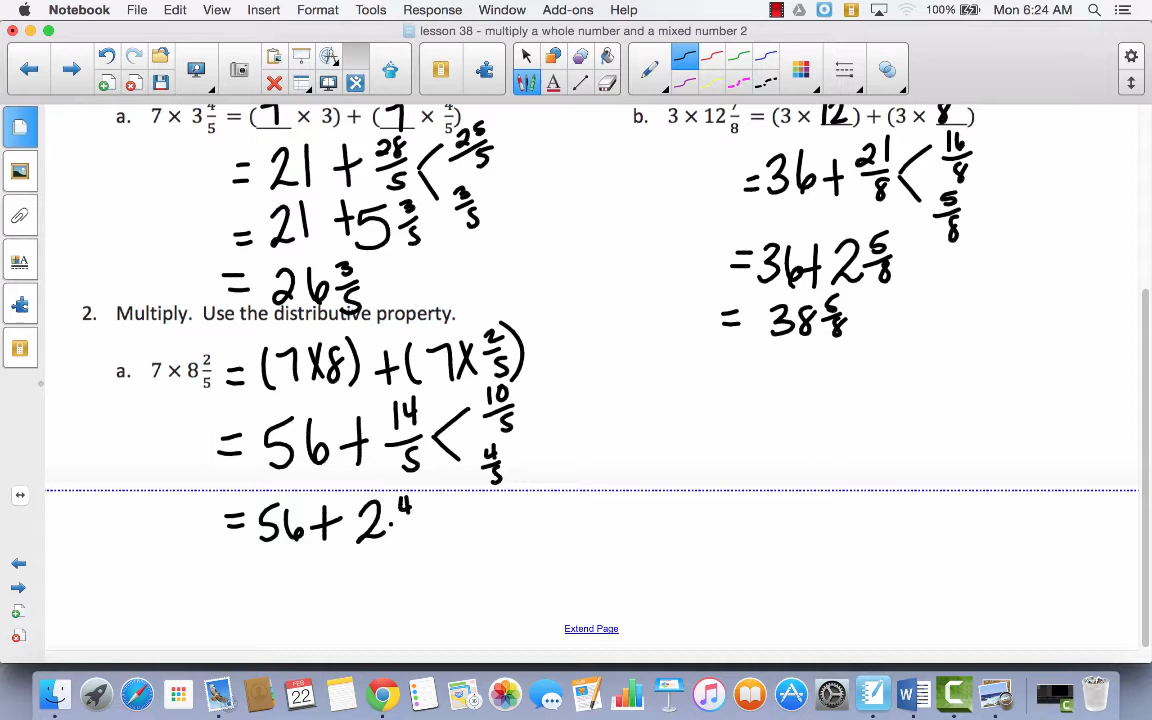 Notebook File Edit View Insert Format Tools Response Window Add-ons Help 100% Mon 6:24 AM
lesson 38 - multiply a whole number and a mixed number 2
a. 7 × 3 4/5 = (7 × 3) + (7 × 4/5)
= 21 + 28/5 < 25/5 3/5
= 21 + 5 3/5
= 26 3/5
b. 3 × 12 7/8 = (3 × 12) + (3 × 8)
= 36 + 21/8 < 16/8 5/8
= 36 + 2 5/8
= 38 5/8
2. Multiply. Use the distributive property.
a. 7 × 8 2/5 = (7 × 8) + (7 × 2/5)
= 56 + 14/5 < 10/5 4/5
= 56 + 2 4
Extend Page
FEB
22